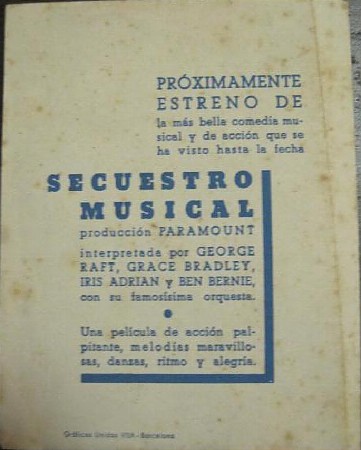 PRÓXIMAMENTE
ESTRENO DE
la más bella comedia mu-
sical y de acción que se
ha visto hasta la fecha
SECUESTRO
MUSICAL
producción PARAMOUNT
interpretada por GEORGE
RAFT, GRACE BRADLEY,
IRIS ADRIAN y BEN BERNIE,
con su famosísima orquesta.
Una película de acción pal-
pitante, melodías maravillo-
sas, danzas, ritmo y alegría.
Gráficas Unidas - Barcelona